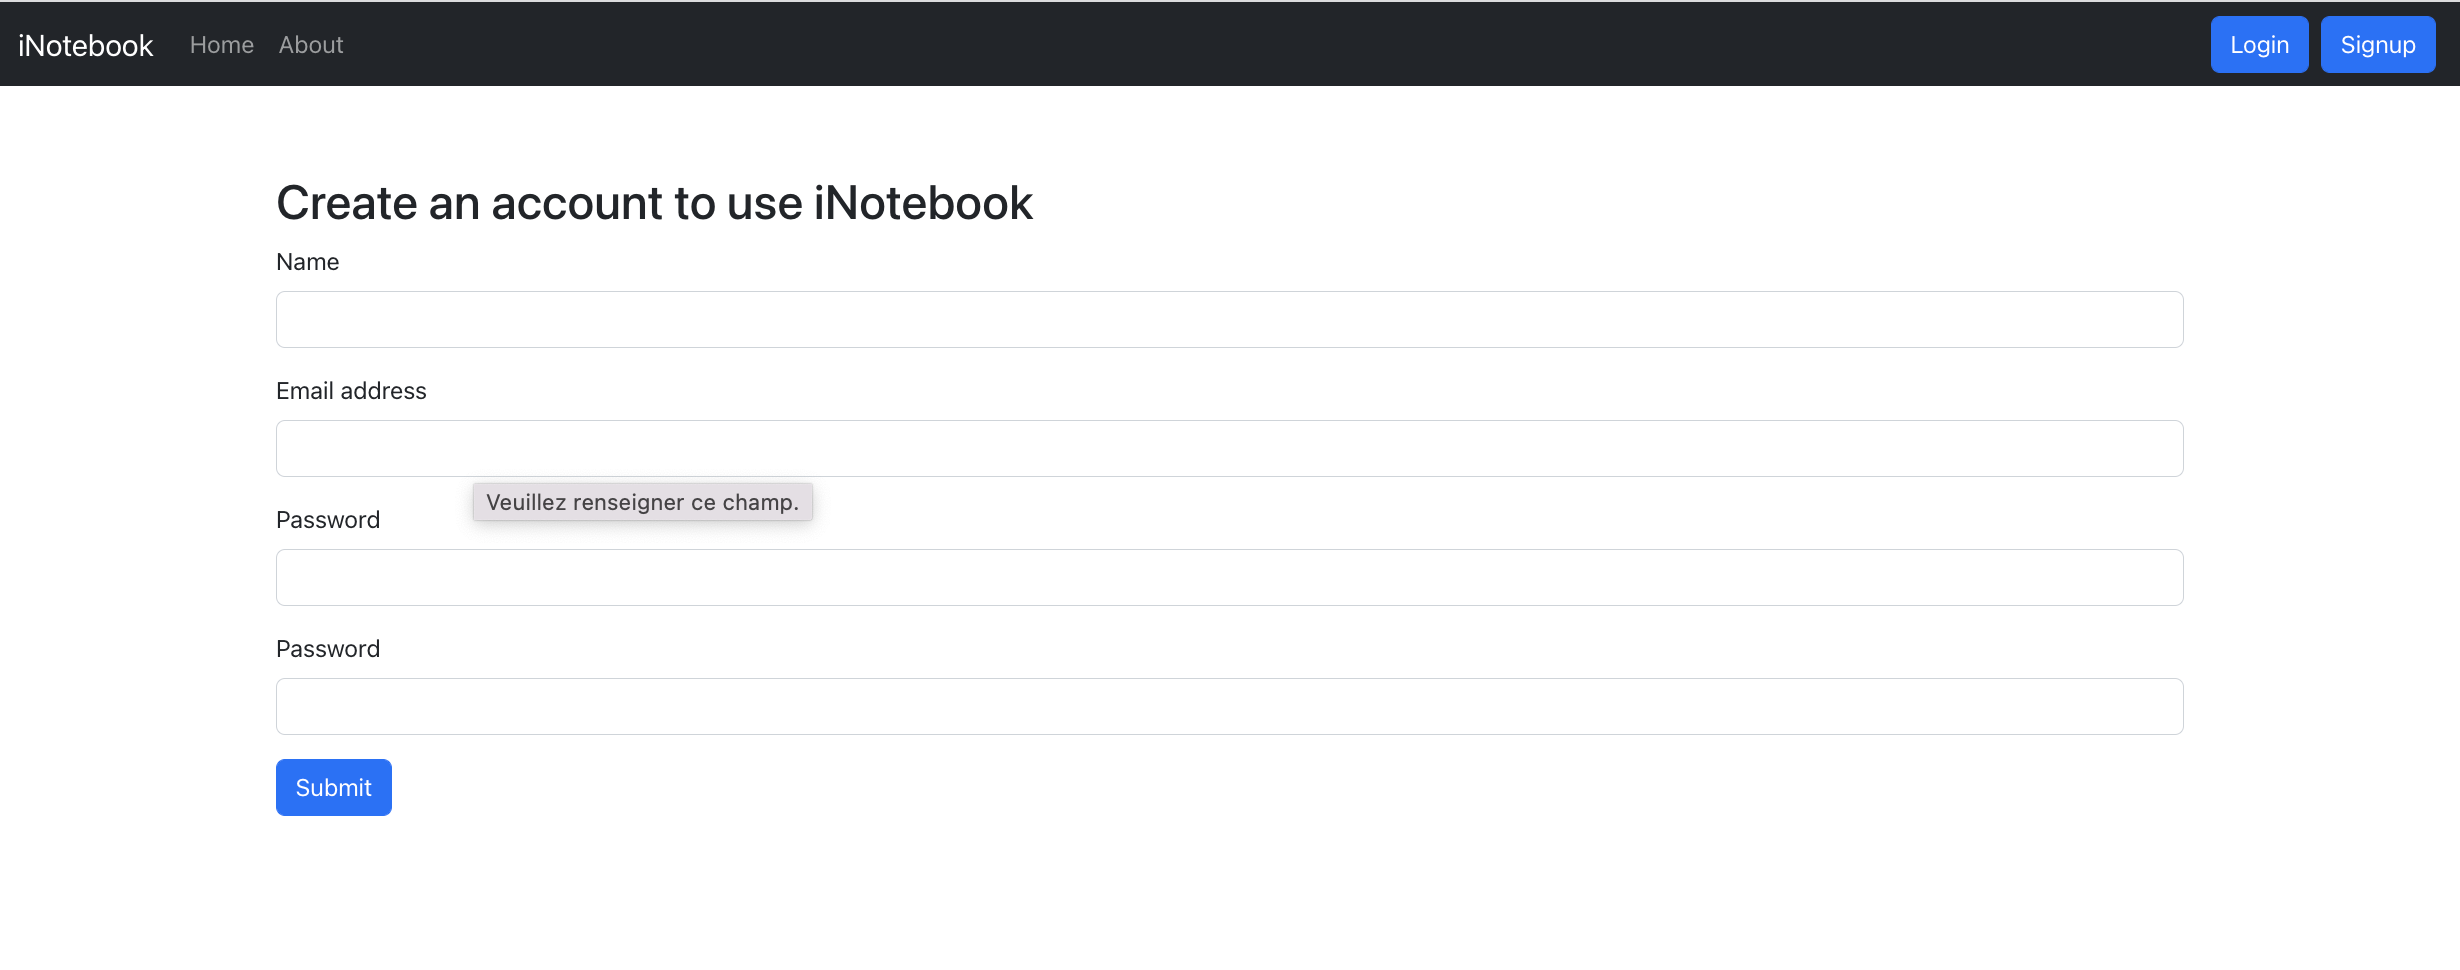 iNotebook Home About Login Signup
Create an account to use iNotebook
Name
Email address
Veuillez renseigner ce champ.
Password
Password
Submit